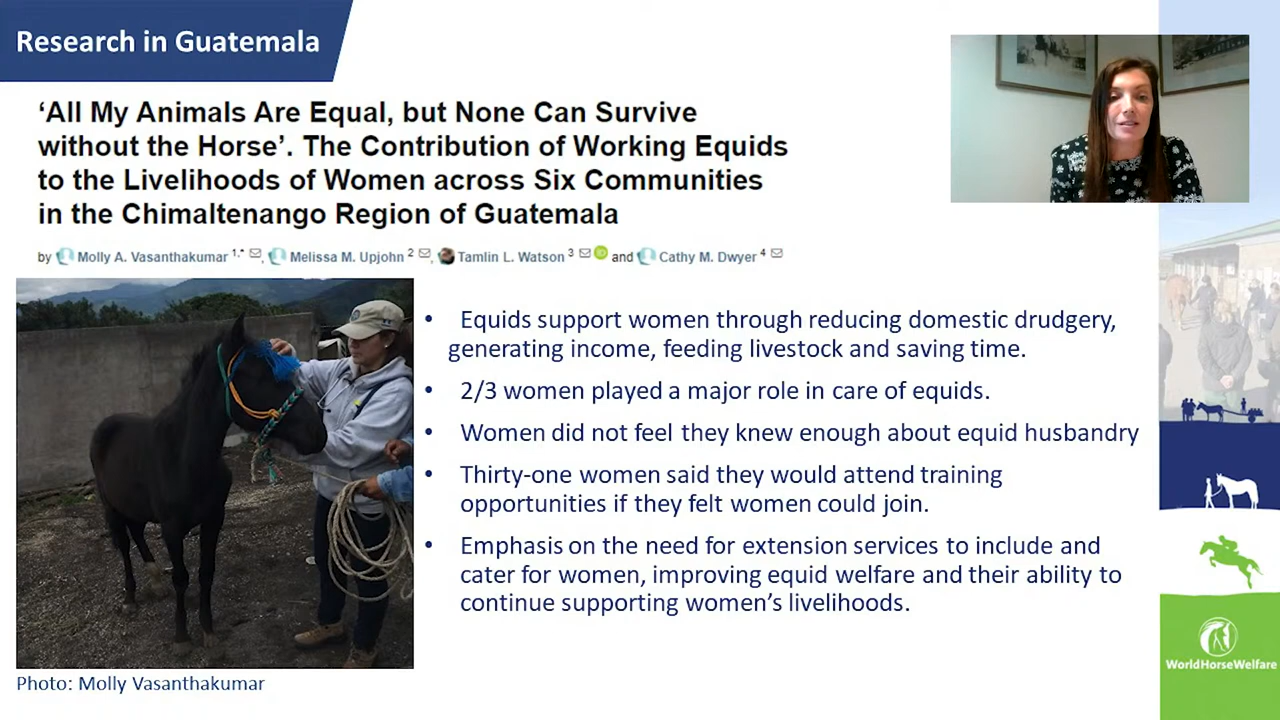 Research in Guatemala
‘All My Animals Are Equal, but None Can Survive
without the Horse’. The Contribution of Working Equids
to the Livelihoods of Women across Six Communities
in the Chimaltenango Region of Guatemala
by Molly A. Vasanthakumar 1,* , Melissa M. Upjohn 2 , Tamlin L. Watson 3 iD and Cathy M. Dwyer 4
• Equids support women through reducing domestic drudgery,
generating income, feeding livestock and saving time.
• 2/3 women played a major role in care of equids.
• Women did not feel they knew enough about equid husbandry
• Thirty-one women said they would attend training
opportunities if they felt women could join.
• Emphasis on the need for extension services to include and
cater for women, improving equid welfare and their ability to
continue supporting women’s livelihoods.
Photo: Molly Vasanthakumar
WorldHorseWelfare